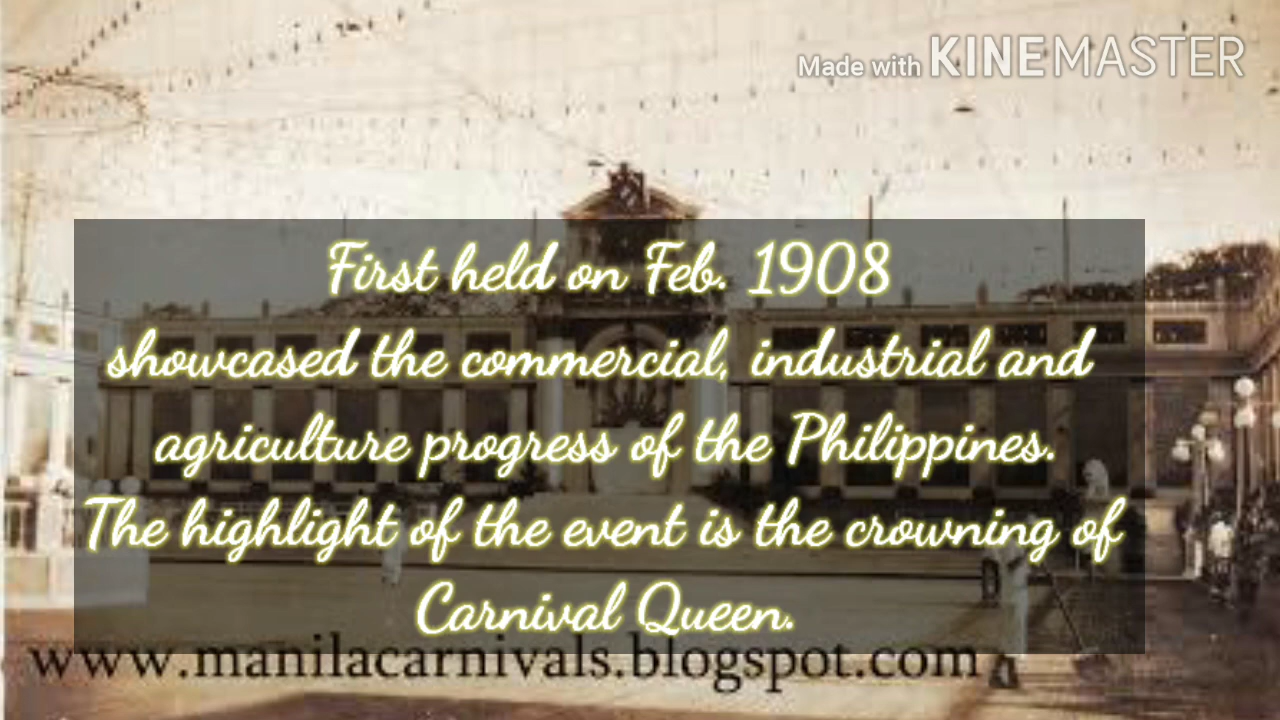 Made with KINEMASTER
First held on Feb. 1908
showcased the commercial, industrial and
agriculture progress of the Philippines.
The highlight of the event is the crowning of
Carnival Queen.
www.manilacarnivals.blogspot.com